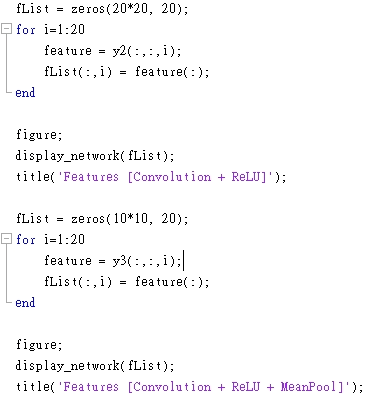 fList = zeros(20*20, 20);
for i=1:20
feature = y2(:,:,i);
fList(:,i) = feature(:);
end
figure;
display_network(fList);
title('Features [Convolution + ReLU]');
fList = zeros(10*10, 20);
for i=1:20
feature = y3(:,:,i);
fList(:,i) = feature(:);
end
figure;
display_network(fList);
title('Features [Convolution + ReLU + MeanPool]');